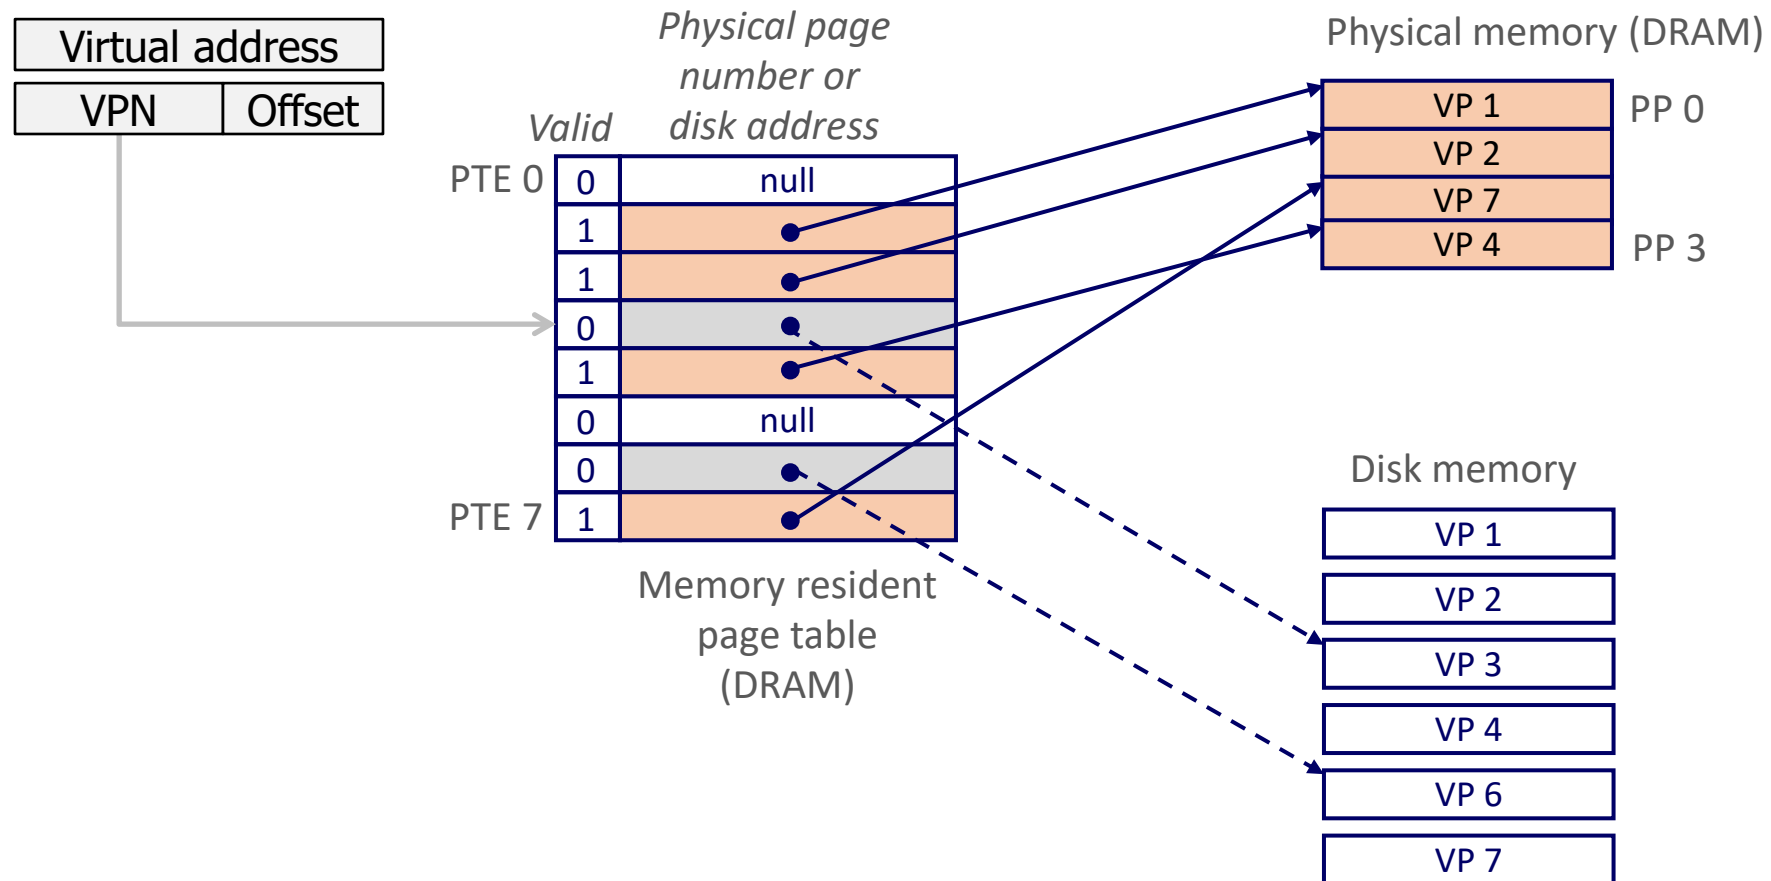 Virtual address
VPN Offset
Physical page
number or
disk address
Valid
PTE 0 0 null
1
1
0
1
0 null
0
PTE 7 1
Memory resident
page table
(DRAM)
Physical memory (DRAM)
VP 1 PP 0
VP 2
VP 7
VP 4 PP 3
Disk memory
VP 1
VP 2
VP 3
VP 4
VP 6
VP 7